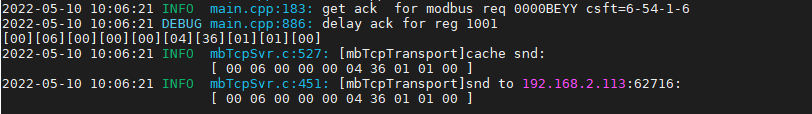 2022-05-10 10:06:21 INFO main.cpp:183: get ack for modbus req 0000BEYY csft=6-54-1-6
2022-05-10 10:06:21 DEBUG main.cpp:886: delay ack for reg 1001
[00][06][00][00][00][04][36][01][01][00]
2022-05-10 10:06:21 INFO mbTcpSvr.c:527: [mbTcpTransport]cache snd:
[ 00 06 00 00 00 04 36 01 01 00 ]
2022-05-10 10:06:21 INFO mbTcpSvr.c:451: [mbTcpTransport]snd to 192.168.2.113:62716:
[ 00 06 00 00 00 04 36 01 01 00 ]